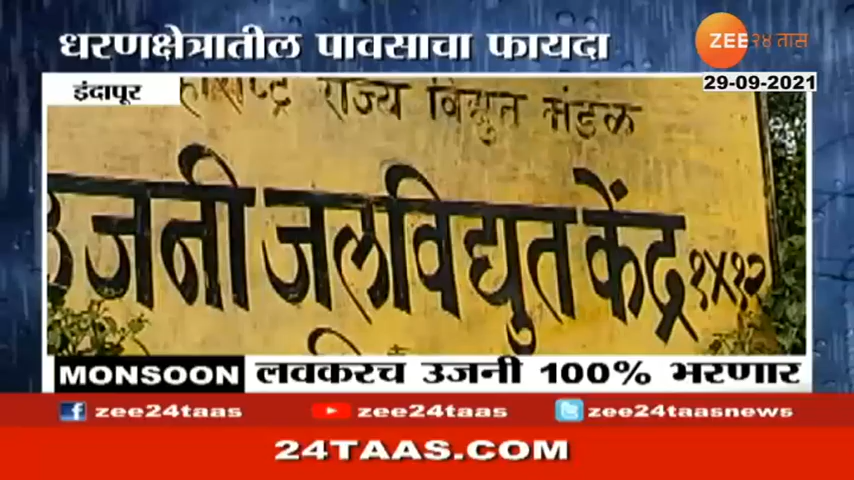 धरणक्षेत्रातील पावसाचा फायदा
ZEE २४ तास
29-09-2021
इंदापूर
महाराष्ट्र राज्य विद्युत मंडळ
उजनी जलविद्युत केंद्र १X१२
MONSOON लवकरच उजनी 100% भरणार
zee24taas zee24taas zee24taasnews
24TAAS.COM